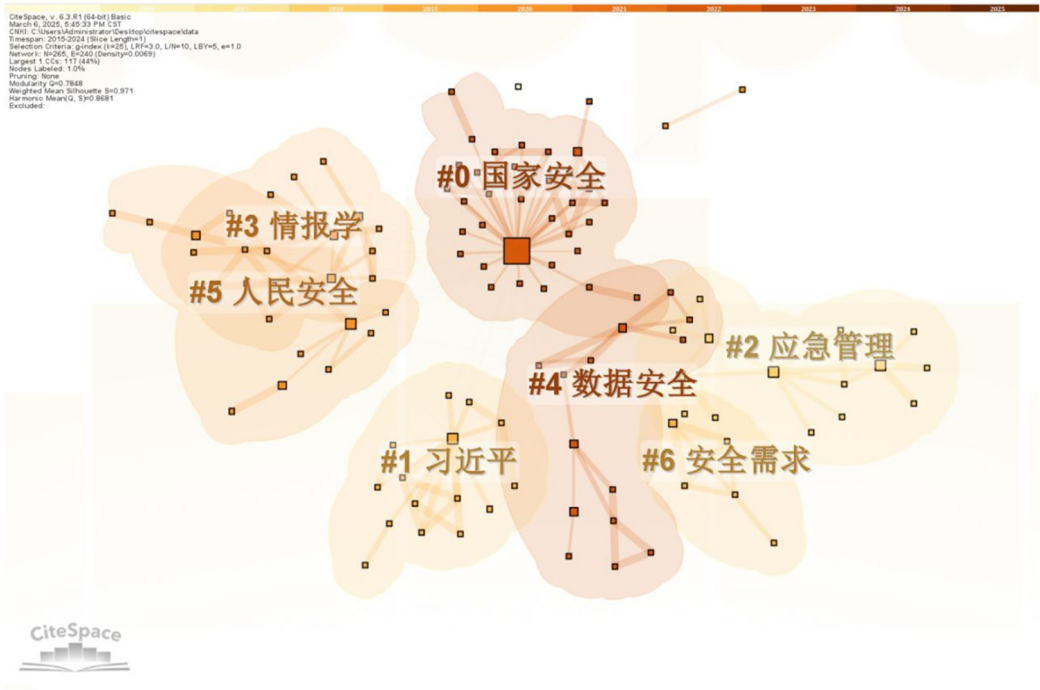 2016 2017 2018 2019 2020 2021 2022 2023 2024 2025
CiteSpace, v. 6.3.R1 (64-bit) Basic
March 6, 2025, 5:45:33 PM CST
CNKI: C:\Users\Administrator\Desktop\citespace\data
Timespan: 2015-2024 (Slice Length=1)
Selection Criteria: g-index (k=25), LRF=3.0, L/N=10, LBY=5, e=1.0
Network: N=265, E=240 (Density=0.0069)
Largest 1 CCs: 117 (44%)
Nodes Labeled: 1.0%
Pruning: None
Modularity Q=0.7848
Weighted Mean Silhouette S=0.971
Harmonic Mean(Q, S)=0.8681
Excluded:
#0 国家安全
#3 情报学
#5 人民安全
#2 应急管理
#4 数据安全
#1 习近平
#6 安全需求
CiteSpace